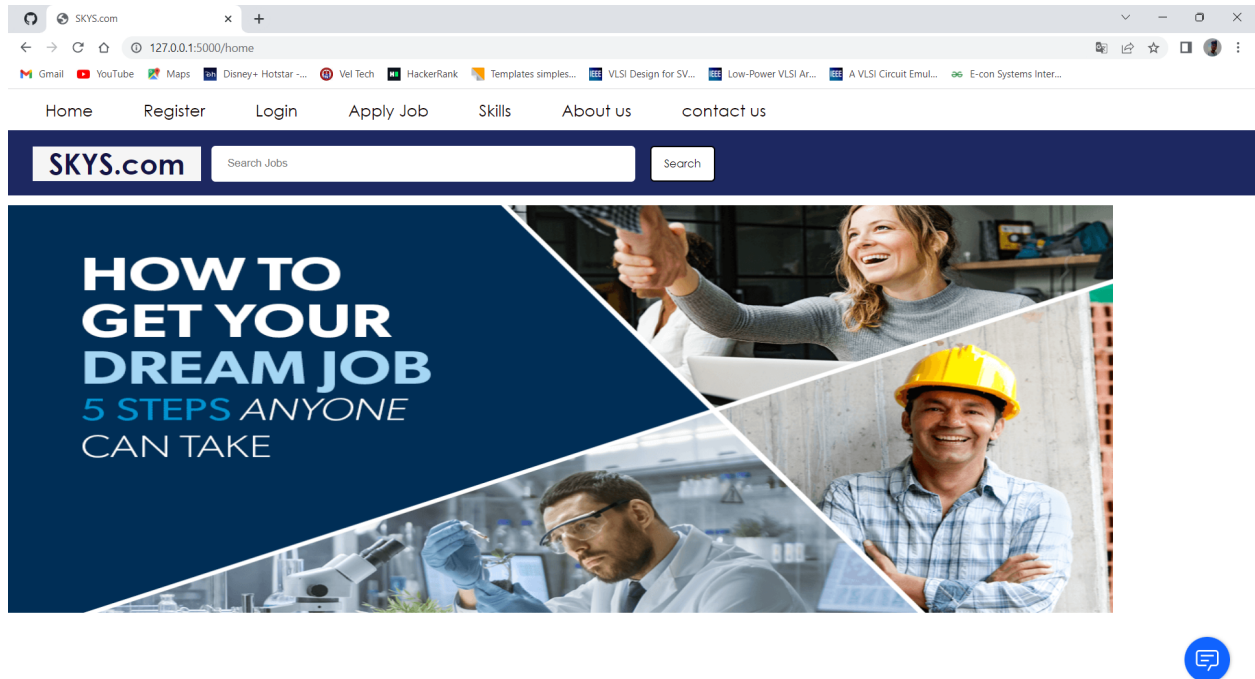 SKYS.com
127.0.0.1:5000/home
Gmail YouTube Maps Disney+ Hotstar -... Vel Tech HackerRank Templates simples... VLSI Design for SV... Low-Power VLSI Ar... A VLSI Circuit Emul... E-con Systems Inter...
Home Register Login Apply Job Skills About us contact us
SKYS.com Search Jobs Search
HOW TO
GET YOUR
DREAM JOB
5 STEPS ANYONE
CAN TAKE